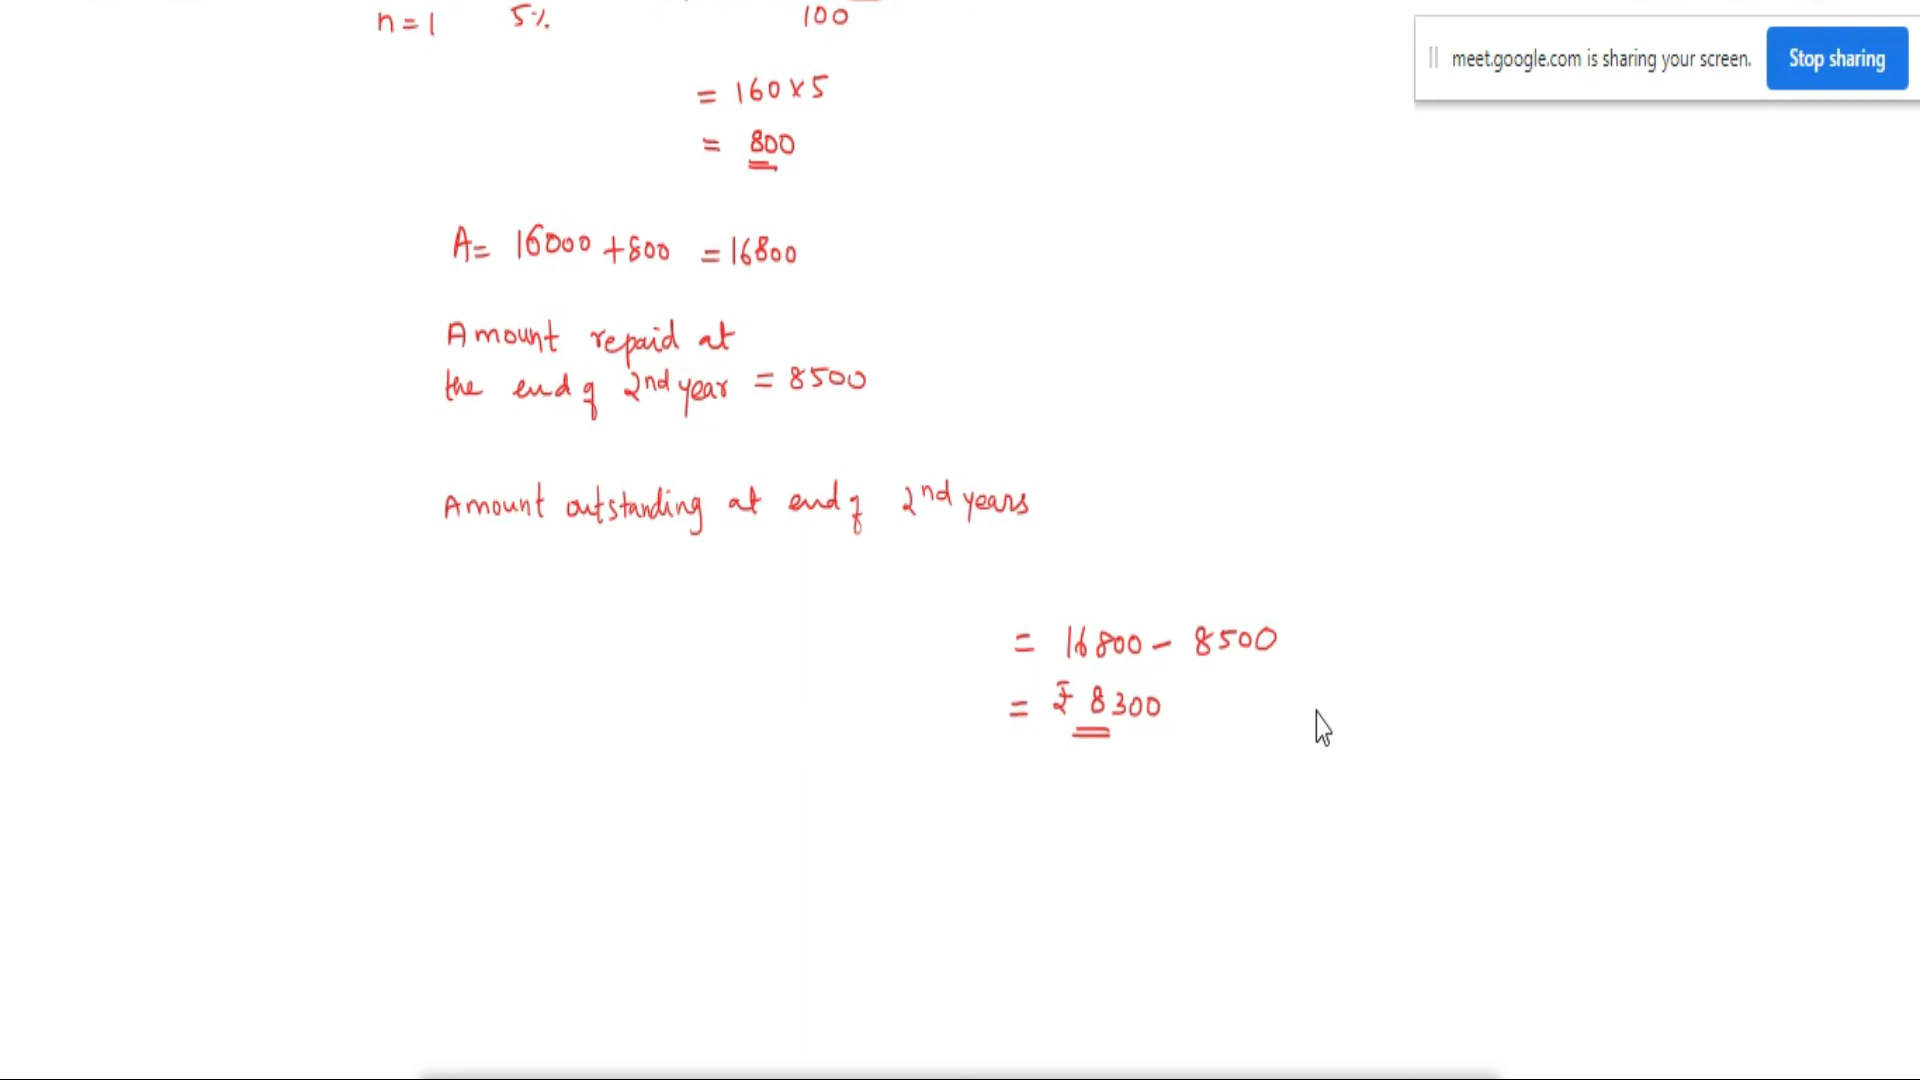 n = 1 5% 100
meet.google.com is sharing your screen. Stop sharing
= 160 x 5
= 800
A = 16000 + 800 = 16800
Amount repaid at
the end of 2nd year = 8500
Amount outstanding at end of 2nd years
= 16800 - 8500
= ₹ 8300